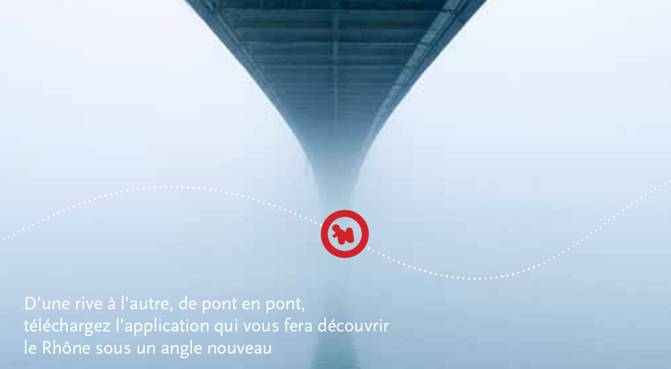 D'une rive à l'autre, de pont en pont,
téléchargez l'application qui vous fera découvrir
le Rhône sous un angle nouveau